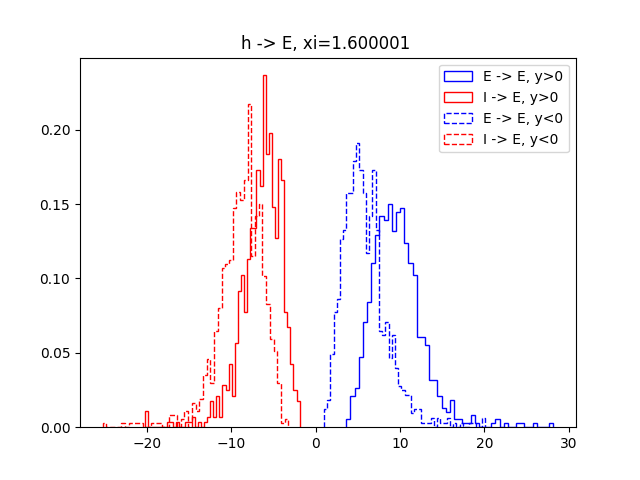 h -> E, xi=1.600001
E -> E, y>0
I -> E, y>0
E -> E, y<0
I -> E, y<0
0.20
0.15
0.10
0.05
0.00
−20 −10 0 10 20 30